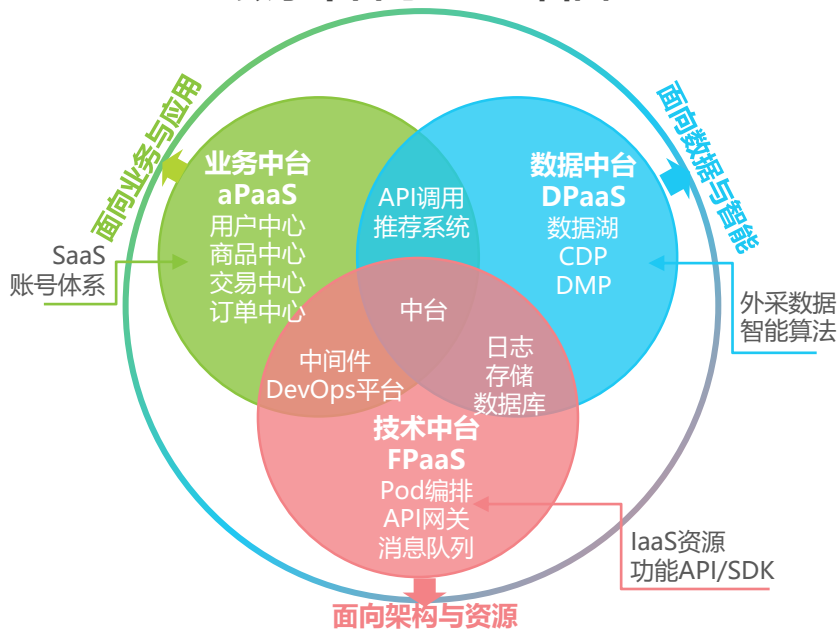 面向业务与应用
面向数据与智能
业务中台
aPaaS
用户中心
商品中心
交易中心
订单中心
API调用
推荐系统
数据中台
DPaaS
数据湖
CDP
DMP
SaaS
账号体系
外采数据
智能算法
中台
中间件
DevOps平台
日志
存储
数据库
技术中台
FPaaS
Pod编排
API网关
消息队列
IaaS资源
功能API/SDK
面向架构与资源